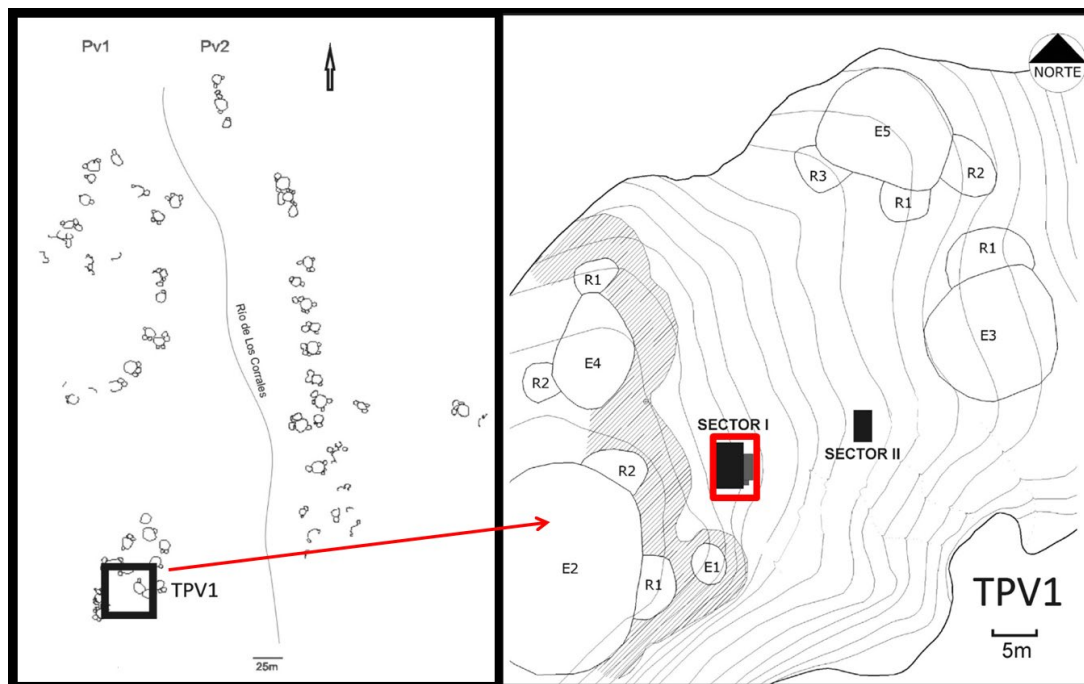 Pv1
Pv2
Río de Los Corrales
TPV1
25m
NORTE
E5
R3
R2
R1
R1
R1
E3
E4
R2
SECTOR I
SECTOR II
R2
E2
E1
R1
TPV1
5m